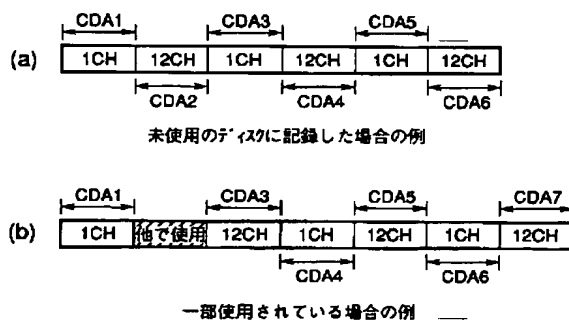 CDA1 CDA3 CDA5
(a) 1CH 12CH 1CH 12CH 1CH 12CH
CDA2 CDA4 CDA6
未使用のディスクに記録した場合の例
CDA1 CDA3 CDA5 CDA7
(b) 1CH 他で使用 12CH 1CH 12CH 1CH 12CH
CDA4 CDA6
一部使用されている場合の例